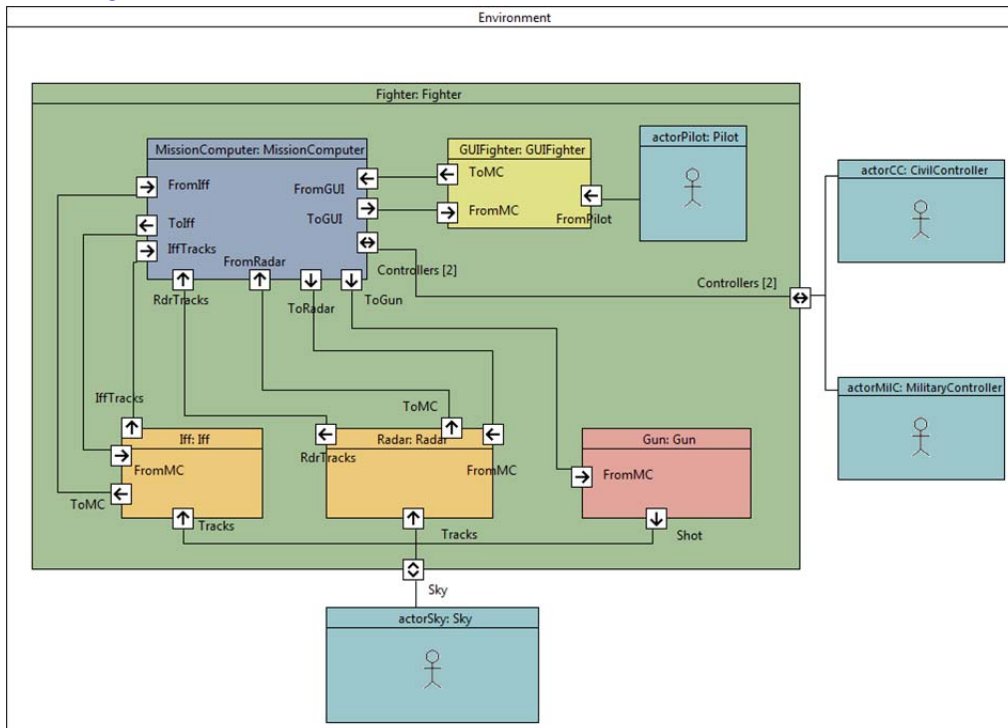 Environment
Fighter: Fighter
MissionComputer: MissionComputer
GUIFighter: GUIFighter
actorPilot: Pilot
FromIff
FromGUI
ToMC
ToIff
ToGUI
FromMC
FromPilot
IffTracks
FromRadar
Controllers [2]
RdrTracks
ToRadar
ToGun
Controllers [2]
actorCC: CivilController
actorMilC: MilitaryController
IffTracks
ToMC
Iff: Iff
Radar: Radar
Gun: Gun
FromMC
RdrTracks
FromMC
FromMC
ToMC
Tracks
Tracks
Shot
Sky
actorSky: Sky